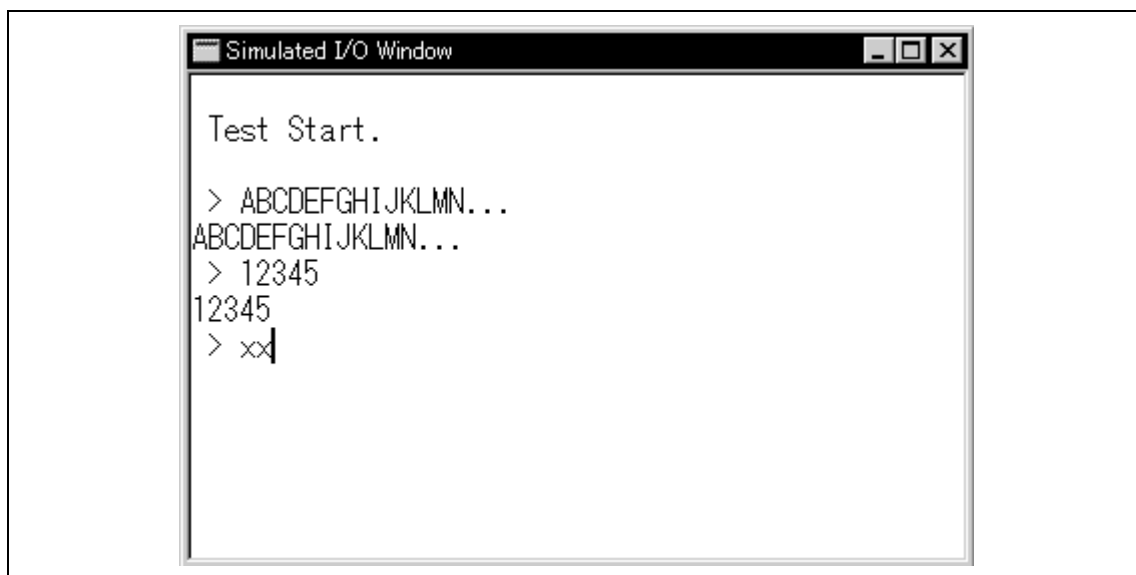 Simulated I/O Window
Test Start.
> ABCDEFGHIJKLMN...
ABCDEFGHIJKLMN...
> 12345
12345
> xx